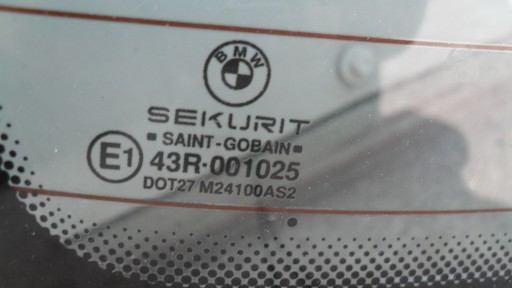 BMW
SEKURIT
▪ SAINT-GOBAIN ▪
E1 43R-001025
DOT27 M24100AS2